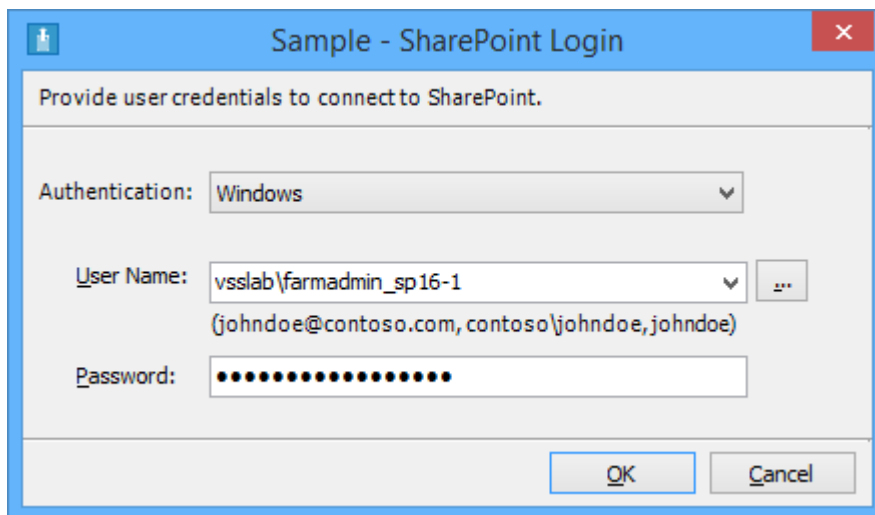 Sample - SharePoint Login
Provide user credentials to connect to SharePoint.
Authentication: Windows
User Name: vsslab\farmadmin_sp16-1 ...
(johndoe@contoso.com, contoso\johndoe, johndoe)
Password: •••••••••••••••••
OK Cancel